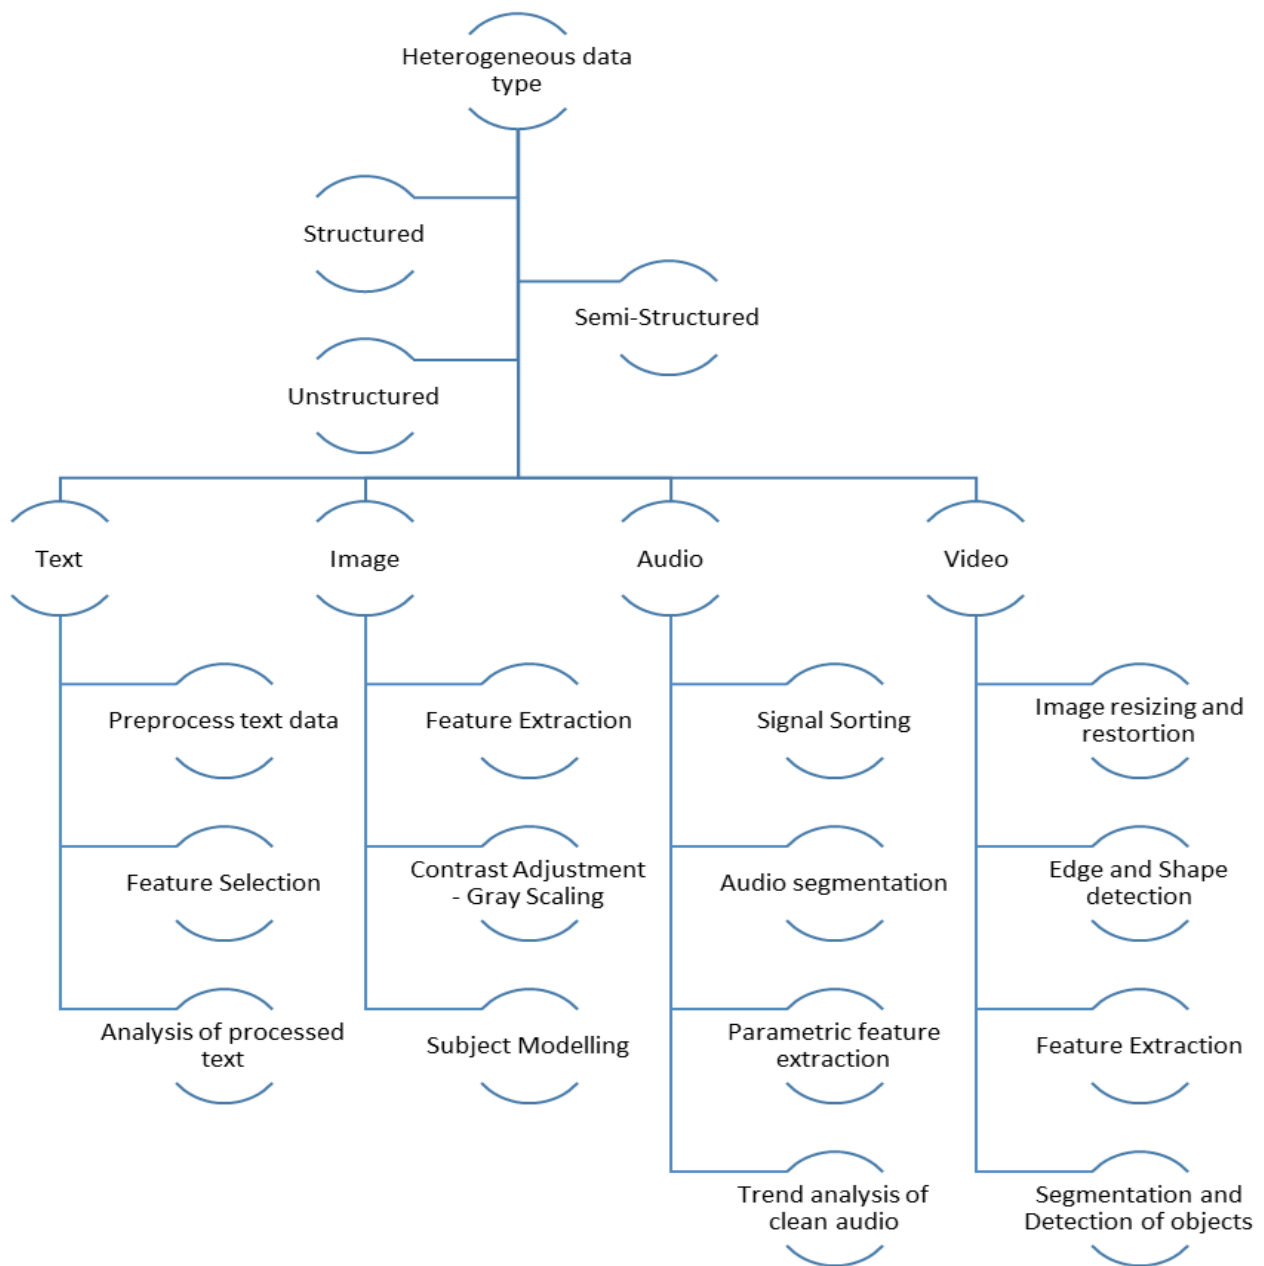 Heterogeneous data
type
Structured
Semi-Structured
Unstructured
Text
Image
Audio
Video
Preprocess text data
Feature Extraction
Signal Sorting
Image resizing and
restortion
Feature Selection
Contrast Adjustment
- Gray Scaling
Audio segmentation
Edge and Shape
detection
Analysis of processed
text
Subject Modelling
Parametric feature
extraction
Feature Extraction
Trend analysis of
clean audio
Segmentation and
Detection of objects